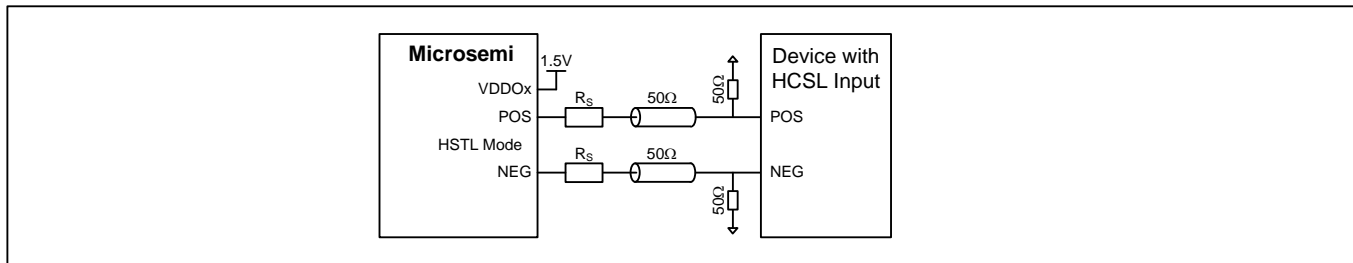 Microsemi
1.5V
VDDOx
POS
HSTL Mode
NEG
RS
50Ω
RS
50Ω
50Ω
50Ω
Device with
HCSL Input
POS
NEG